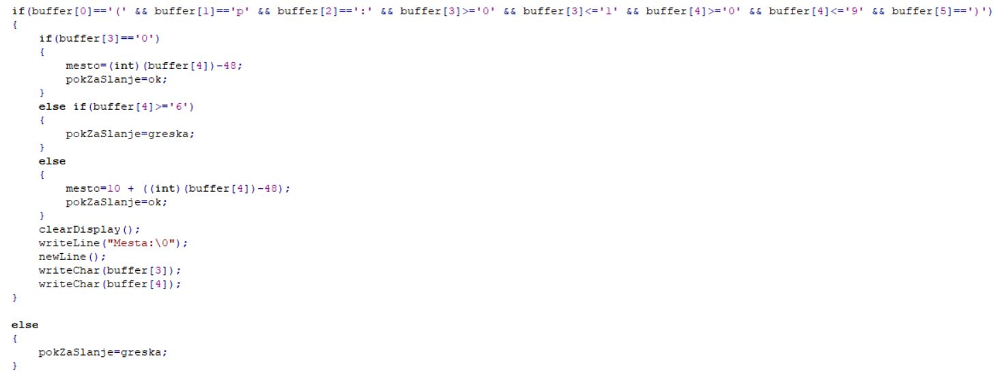 if(buffer[0]=='(' && buffer[1]=='p' && buffer[2]==':' && buffer[3]>='0' && buffer[3]<='1' && buffer[4]>='0' && buffer[4]<='9' && buffer[5]==')')
{
    if(buffer[3]=='0')
    {
        mesto=(int)(buffer[4])-48;
        pokZaSlanje=ok;
    }
    else if(buffer[4]>='6')
    {
        pokZaSlanje=greska;
    }
    else
    {
        mesto=10 + ((int)(buffer[4])-48);
        pokZaSlanje=ok;
    }
    clearDisplay();
    writeLine("Mesta:\0");
    newLine();
    writeChar(buffer[3]);
    writeChar(buffer[4]);
}
else
{
    pokZaSlanje=greska;
}